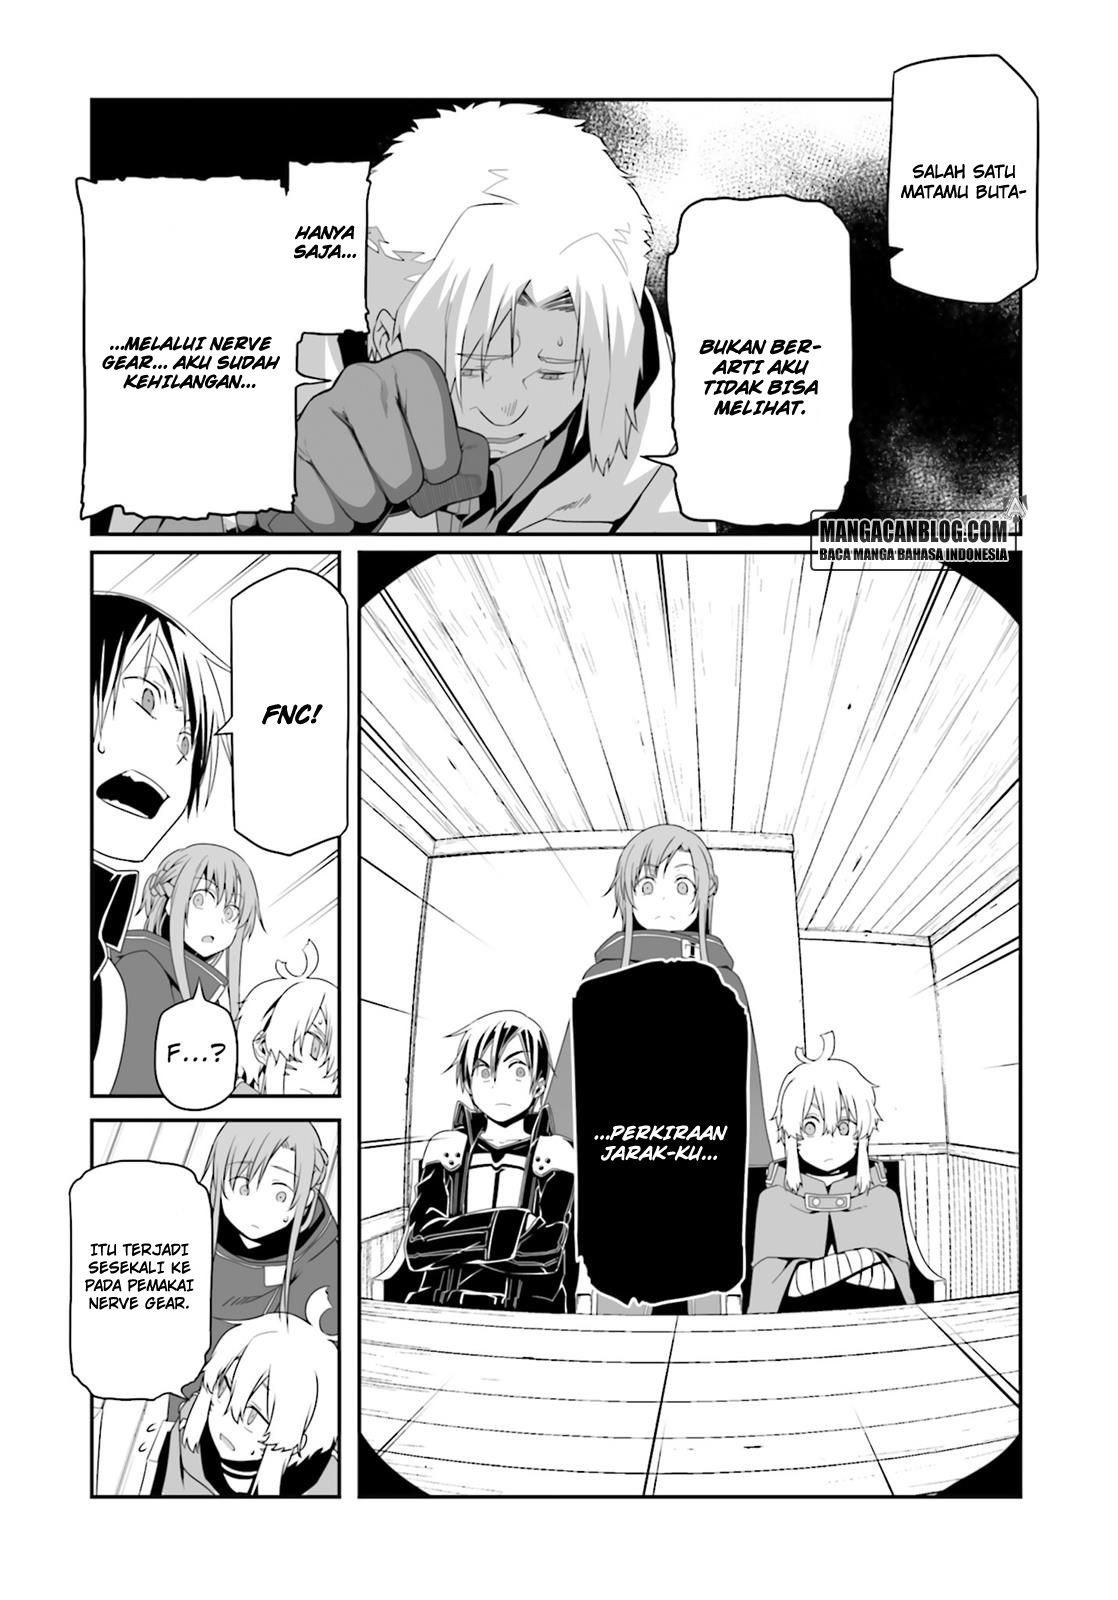 SALAH SATU
MATAMU BUTA-
BUKAN BER-
ARTI AKU
TIDAK BISA
MELIHAT.
HANYA
SAJA...
...MELALUI NERVE
GEAR... AKU SUDAH
KEHILANGAN...
MANGACANBLOG.COM
BACA MANGA BAHASA INDONESIA
...PERKIRAAN
JARAK-KU...
FNC!
F...?
ITU TERJADI
SESEKALI KE
PADA PEMAKAI
NERVE GEAR.